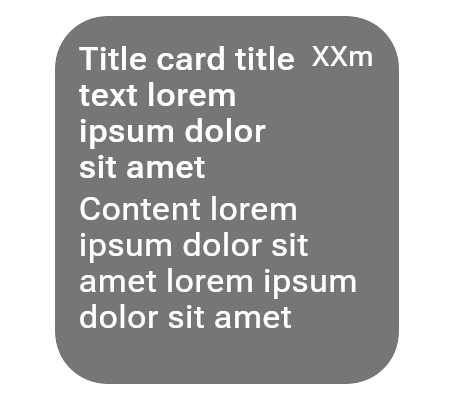 Title card title XXm
text lorem
ipsum dolor
sit amet
Content lorem
ipsum dolor sit
amet lorem ipsum
dolor sit amet